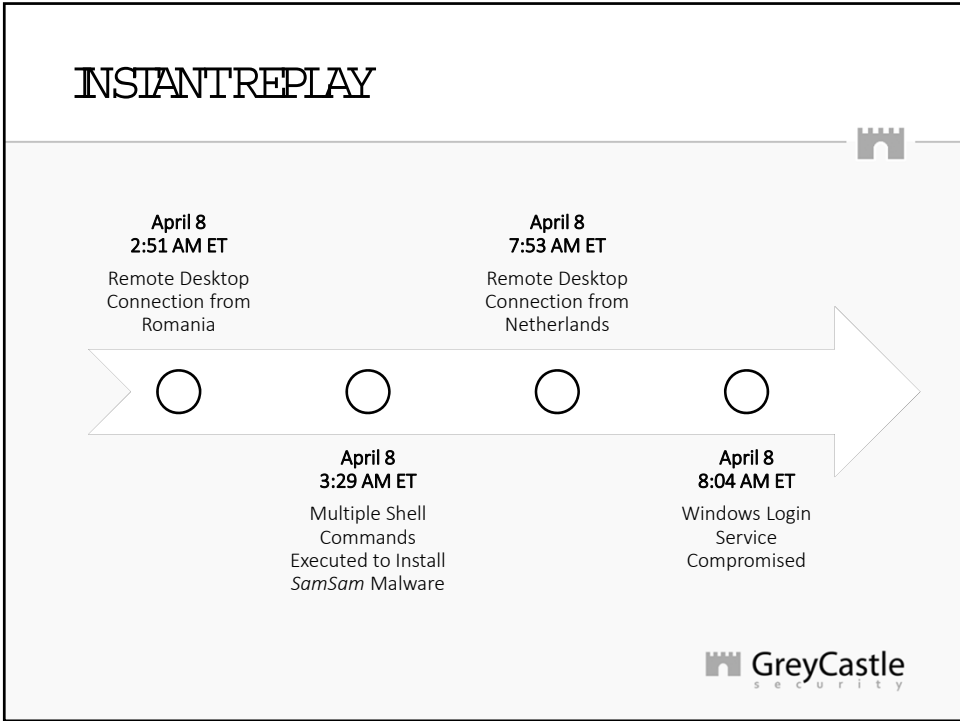 INSTANT REPLAY
April 8
2:51 AM ET
Remote Desktop
Connection from
Romania
April 8
3:29 AM ET
Multiple Shell
Commands
Executed to Install
SamSam Malware
April 8
7:53 AM ET
Remote Desktop
Connection from
Netherlands
April 8
8:04 AM ET
Windows Login
Service
Compromised
GreyCastle
security